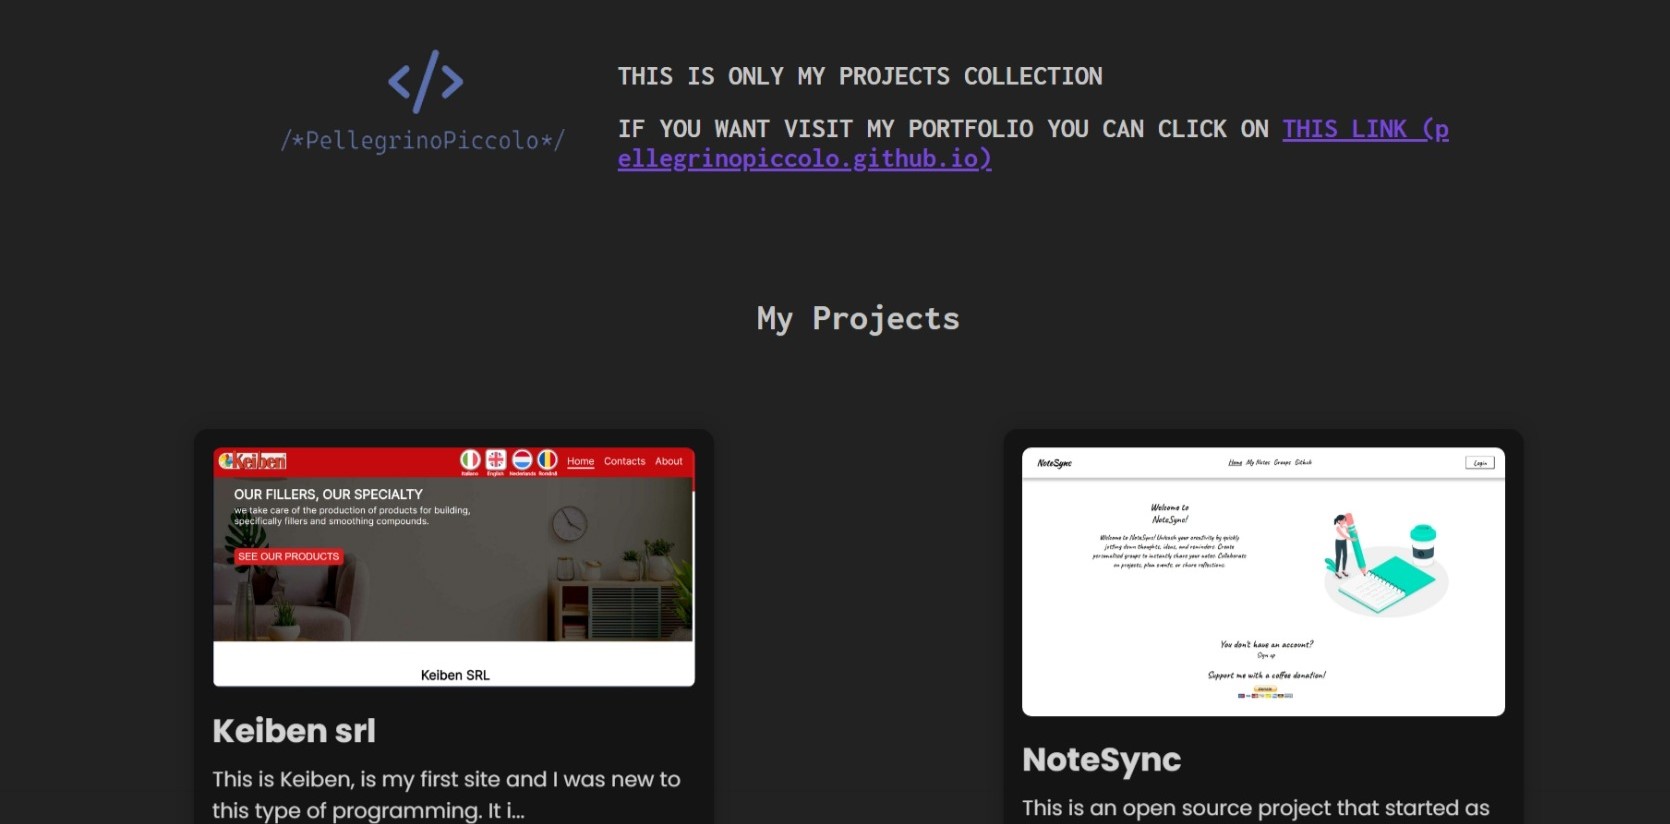 </>
/*PellegrinoPiccolo*/
THIS IS ONLY MY PROJECTS COLLECTION
IF YOU WANT VISIT MY PORTFOLIO YOU CAN CLICK ON THIS LINK (p
ellegrinopiccolo.github.io)
My Projects
Keiben
Italiano English Nederlands Română
Home Contacts About
OUR FILLERS, OUR SPECIALTY
we take care of the production of products for building,
specifically fillers and smoothing compounds.
SEE OUR PRODUCTS
Keiben SRL
Keiben srl
This is Keiben, is my first site and I was new to
this type of programming. It i...
NoteSync
Home My Notes Groups Github
Login
Welcome to
NoteSync!
Welcome to NoteSync! Unleash your creativity by quickly
jotting down thoughts, ideas, and reminders. Create
personalized groups to instantly share your notes. Collaborate
on projects, plan events, or share reflections.
You don't have an account?
Sign up
Support me with a coffee donation!
NoteSync
This is an open source project that started as